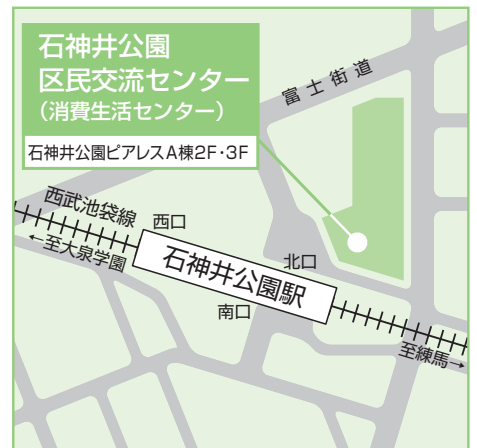 石神井公園
区民交流センター
（消費生活センター）
石神井公園ピアレスA棟2F・3F
富士街道
西武池袋線
西口
←至大泉学園
石神井公園駅
北口
南口
至練馬→